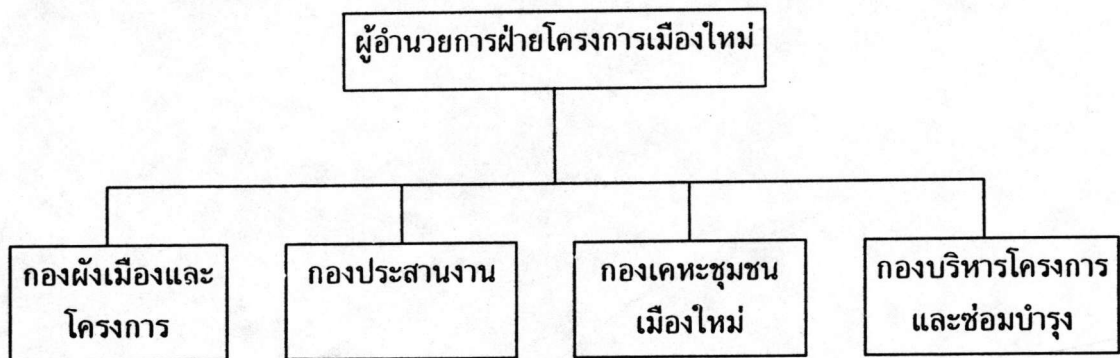 ผู้อำนวยการฝ่ายโครงการเมืองใหม่
กองผังเมืองและ
โครงการ
กองประสานงาน
กองเคหะชุมชน
เมืองใหม่
กองบริหารโครงการ
และซ่อมบำรุง